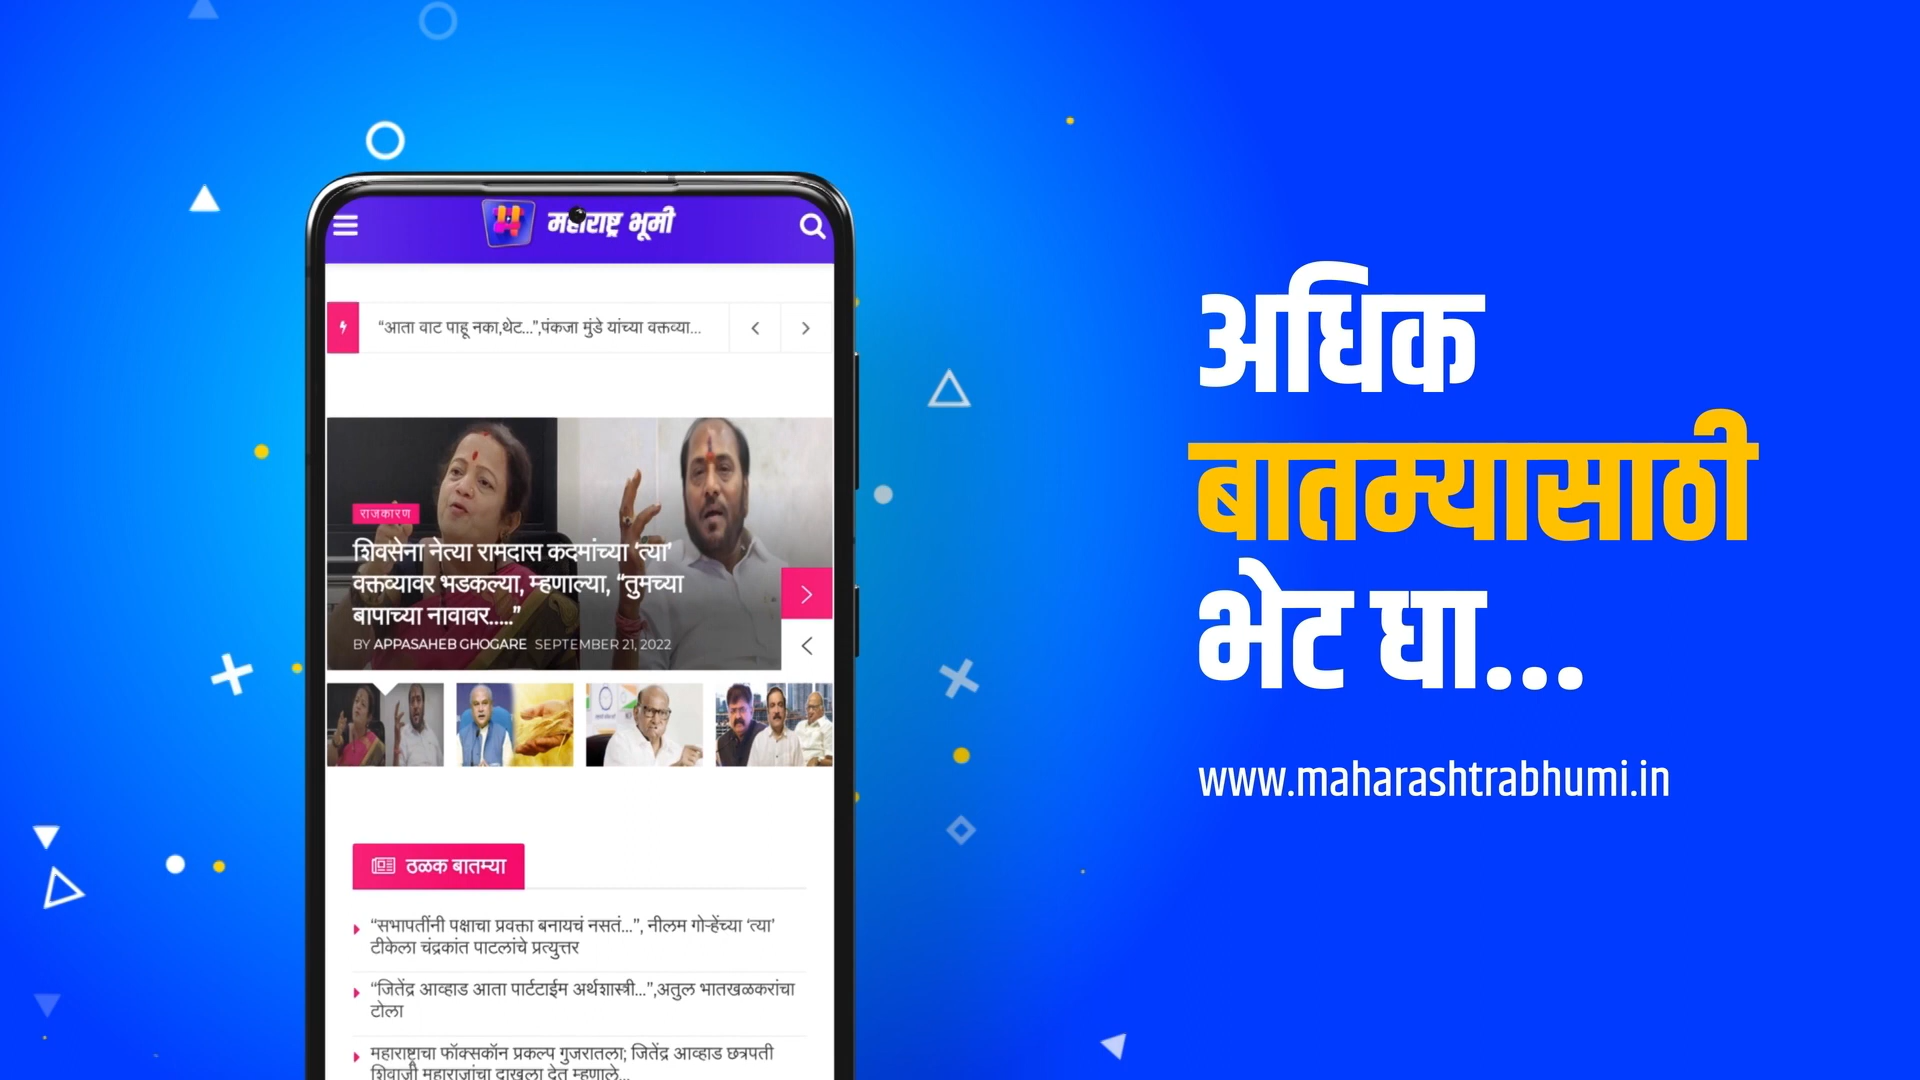 महाराष्ट्र भूमी
“आता वाट पाहू नका,थेट...”,पंकजा मुंडे यांच्या वक्तव्या...
राजकारण
शिवसेना नेत्या रामदास कदमांच्या ‘त्या’
वक्तव्यावर भडकल्या, म्हणाल्या, “तुमच्या
बापाच्या नावावर.....”
BY APPASAHEB GHOGARE SEPTEMBER 21, 2022
ठळक बातम्या
“सभापतींनी पक्षाचा प्रवक्ता बनायचं नसतं...”, नीलम गोऱ्हेंच्या ‘त्या’
टीकेला चंद्रकांत पाटलांचे प्रत्युत्तर
“जितेंद्र आव्हाड आता पार्टटाईम अर्थशास्त्री...”,अतुल भातखळकरांचा
टोला
महाराष्ट्राचा फॉक्सकॉन प्रकल्प गुजरातला; जितेंद्र आव्हाड छत्रपती
शिवाजी महाराजांचा दाखला देत म्हणाले...
अधिक
बातम्यासाठी
भेट घा...
www.maharashtrabhumi.in